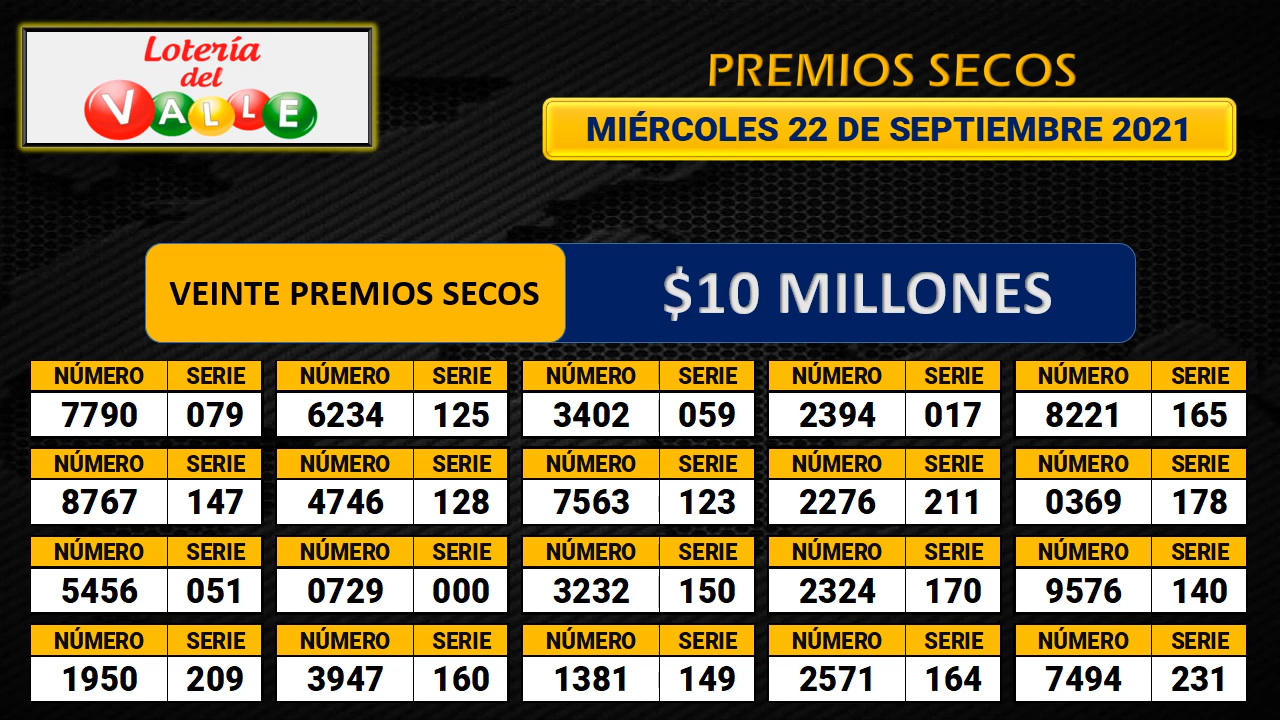 Lotería
del
VALLE
PREMIOS SECOS
MIÉRCOLES 22 DE SEPTIEMBRE 2021
VEINTE PREMIOS SECOS $10 MILLONES
NÚMERO SERIE NÚMERO SERIE NÚMERO SERIE NÚMERO SERIE NÚMERO SERIE
7790 079 6234 125 3402 059 2394 017 8221 165
NÚMERO SERIE NÚMERO SERIE NÚMERO SERIE NÚMERO SERIE NÚMERO SERIE
8767 147 4746 128 7563 123 2276 211 0369 178
NÚMERO SERIE NÚMERO SERIE NÚMERO SERIE NÚMERO SERIE NÚMERO SERIE
5456 051 0729 000 3232 150 2324 170 9576 140
NÚMERO SERIE NÚMERO SERIE NÚMERO SERIE NÚMERO SERIE NÚMERO SERIE
1950 209 3947 160 1381 149 2571 164 7494 231